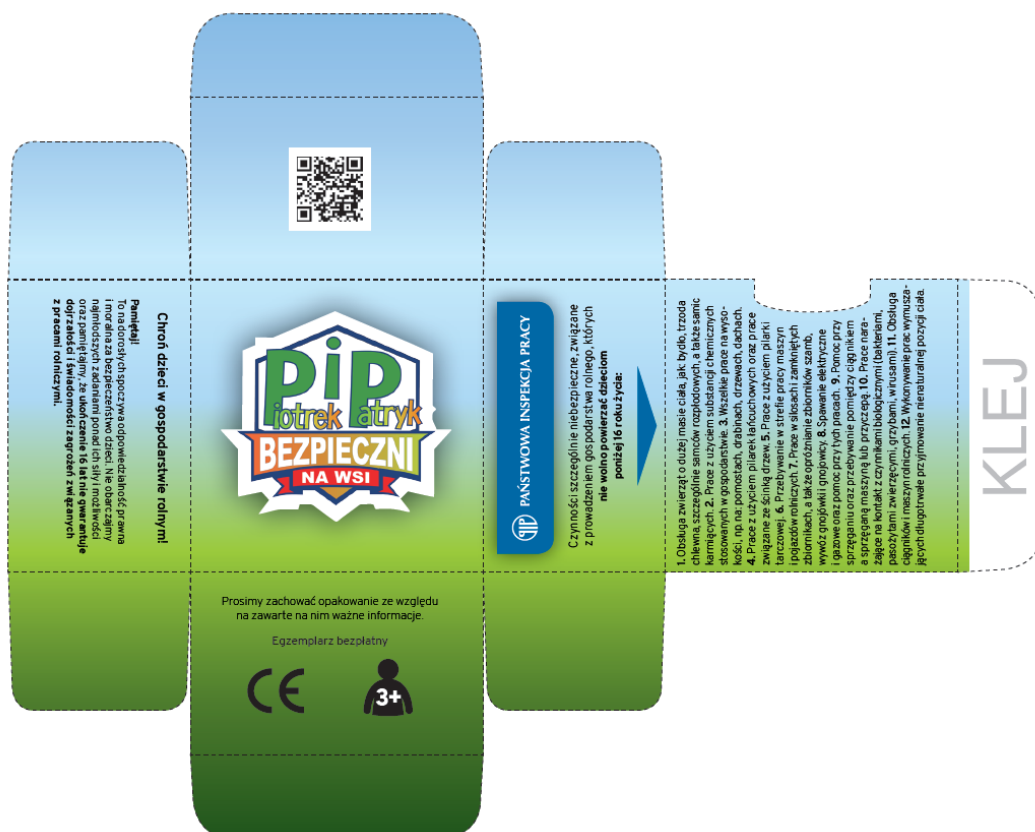 Chroń dzieci w gospodarstwie rolnym!
Pamiętaj!
To na dorosłych spoczywa odpowiedzialność prawna
i moralna za bezpieczeństwo dzieci. Nie obarczajmy
najmłodszych zadaniami ponad ich siły i możliwości
oraz pamiętajmy, że ukończenie 16 lat nie gwarantuje
dojrzałości i świadomości zagrożeń związanych
z pracami rolniczymi.
PiP
Piotrek Patryk
BEZPIECZNI
NA WSI
Prosimy zachować opakowanie ze względu
na zawarte na nim ważne informacje.
Egzemplarz bezpłatny
CE
3+
PIP PAŃSTWOWA INSPEKCJA PRACY
Czynności szczególnie niebezpieczne, związane
z prowadzeniem gospodarstwa rolnego, których
nie wolno powierzać dzieciom
poniżej 16 roku życia:
1. Obsługa zwierząt o dużej masie ciała, jak: bydło, trzoda
chlewna, szczególnie samców rozpłodowych, a także samic
karmiących. 2. Prace z użyciem substancji chemicznych
stosowanych w gospodarstwie. 3. Wszelkie prace na wyso-
kości, np. na: pomostach, drabinach, drzewach, dachach.
4. Prace z użyciem pilarek łańcuchowych oraz prace
związane ze ścinką drzew. 5. Prace z użyciem pilarki
tarczowej. 6. Przebywanie w strefie pracy maszyn
i pojazdów rolniczych. 7. Prace w silosach i zamkniętych
zbiornikach, a także opróżnianie zbiorników szamb,
wywóz gnojówki i gnojowicy. 8. Spawanie elektryczne
i gazowe oraz pomoc przy tych pracach. 9. Pomoc przy
sprzęganiu oraz przebywanie pomiędzy ciągnikiem
a sprzęganą maszyną lub przyczepą. 10. Prace nara-
żające na kontakt z czynnikami biologicznymi (bakteriami,
pasożytami zwierzęcymi, grzybami, wirusami). 11. Obsługa
ciągników i maszyn rolniczych. 12. Wykonywanie prac wymusza-
jących długotrwałe przyjmowanie nienaturalnej pozycji ciała.
KLEJ